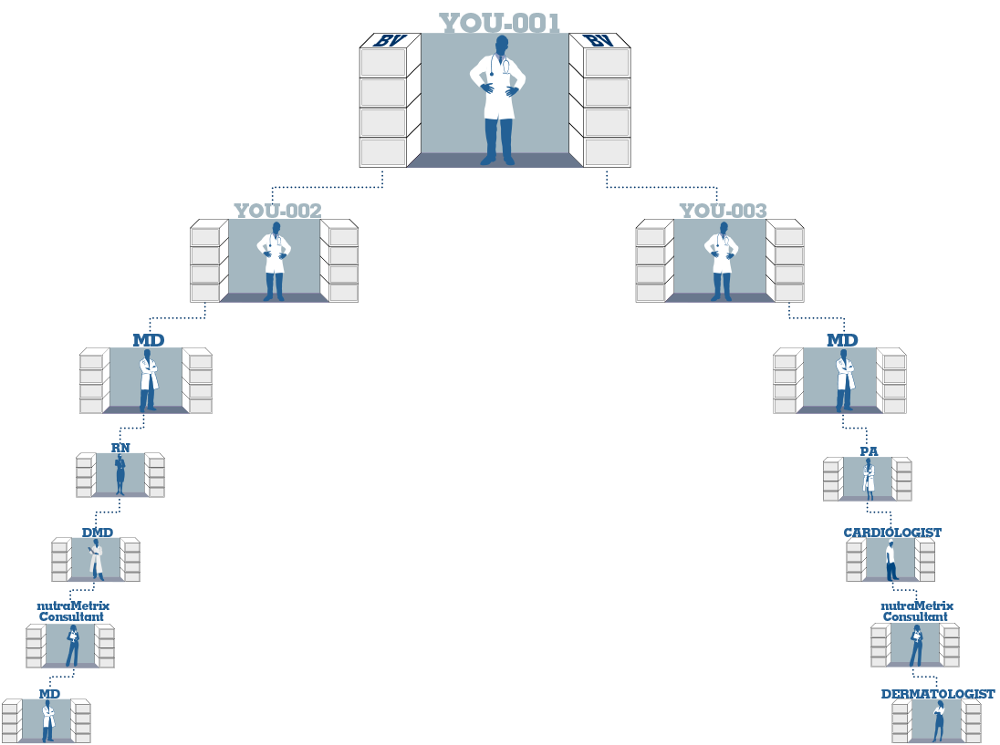 YOU-001
BV
BV
YOU-002
YOU-003
MD
MD
RN
PA
DMD
CARDIOLOGIST
nutraMetrix
Consultant
nutraMetrix
Consultant
MD
DERMATOLOGIST